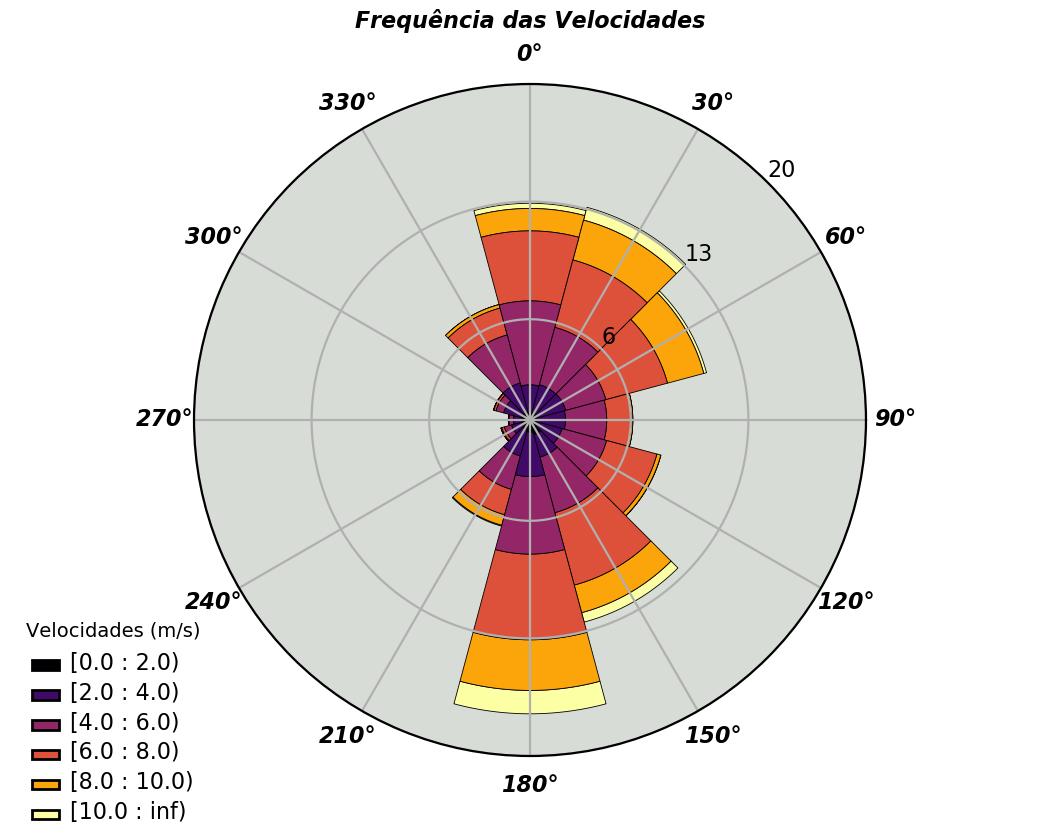 Frequência das Velocidades
0°
330°
30°
20
300°
60°
13
6
270°
90°
240°
120°
210°
150°
180°
Velocidades (m/s)
[0.0 : 2.0)
[2.0 : 4.0)
[4.0 : 6.0)
[6.0 : 8.0)
[8.0 : 10.0)
[10.0 : inf)